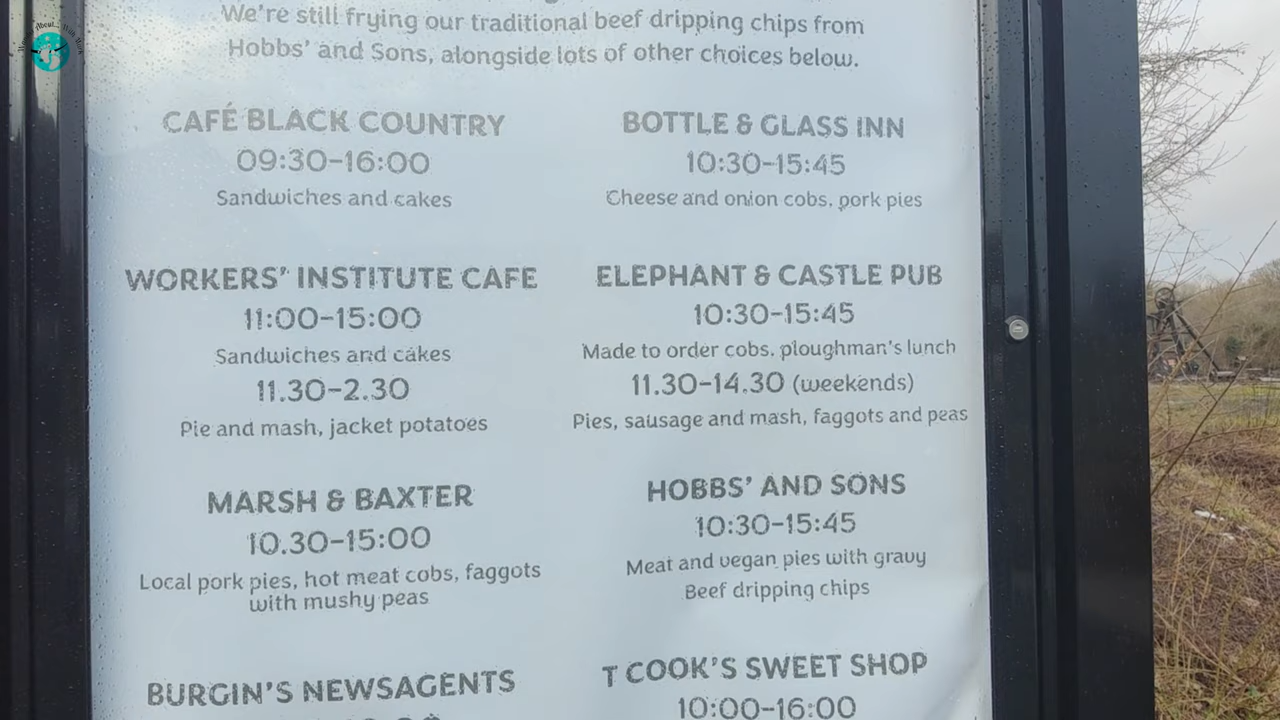 We're still frying our traditional beef dripping chips from
Hobbs' and Sons, alongside lots of other choices below.
CAFÉ BLACK COUNTRY
09:30-16:00
Sandwiches and cakes
WORKERS' INSTITUTE CAFE
11:00-15:00
Sandwiches and cakes
11.30-2.30
Pie and mash, jacket potatoes
MARSH & BAXTER
10.30-15:00
Local pork pies, hot meat cobs, faggots
with mushy peas
BURGIN'S NEWSAGENTS
BOTTLE & GLASS INN
10:30-15:45
Cheese and onion cobs, pork pies
ELEPHANT & CASTLE PUB
10:30-15:45
Made to order cobs, ploughman's lunch
11.30-14.30 (weekends)
Pies, sausage and mash, faggots and peas
HOBBS' AND SONS
10:30-15:45
Meat and vegan pies with gravy
Beef dripping chips
T COOK'S SWEET SHOP
10:00-16:00